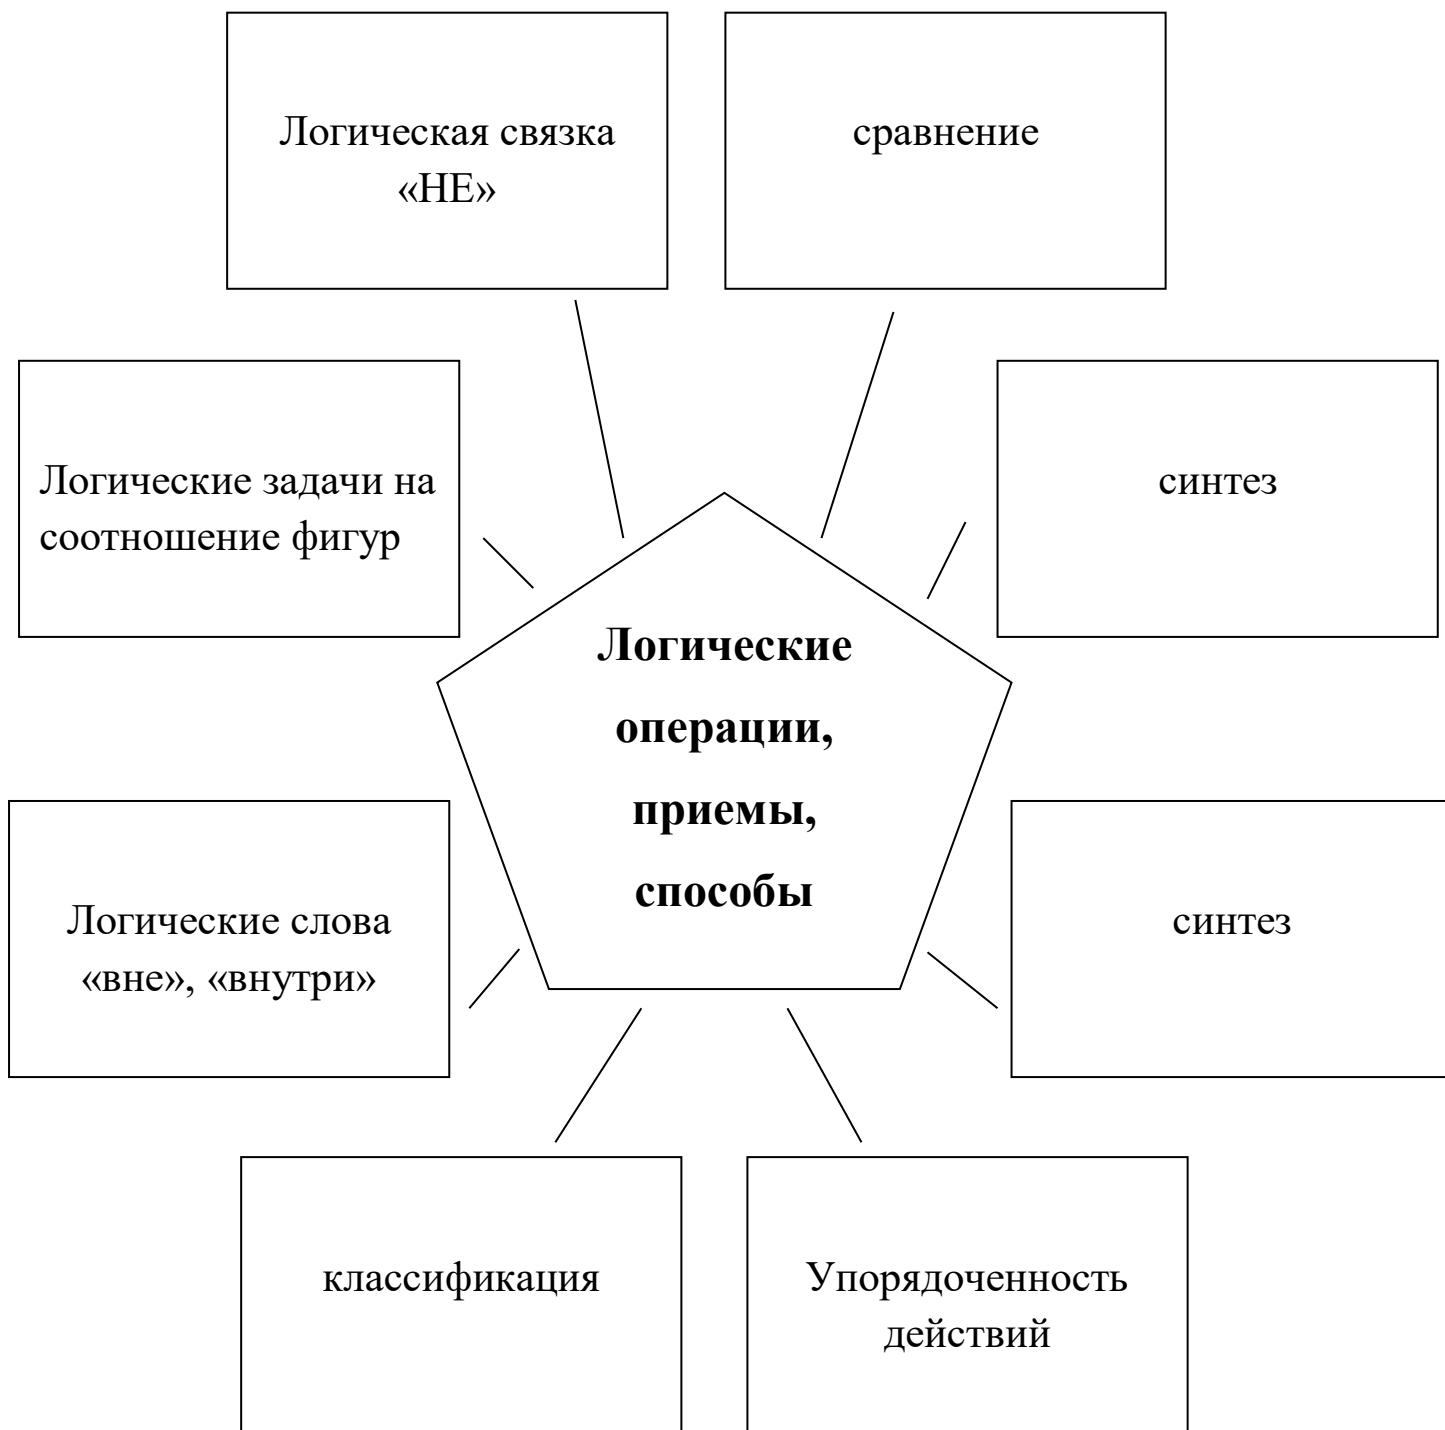 Логическая связка
«НЕ»
сравнение
Логические задачи на
соотношение фигур
синтез
Логические
операции,
приемы,
способы
Логические слова
«вне», «внутри»
синтез
классификация
Упорядоченность
действий